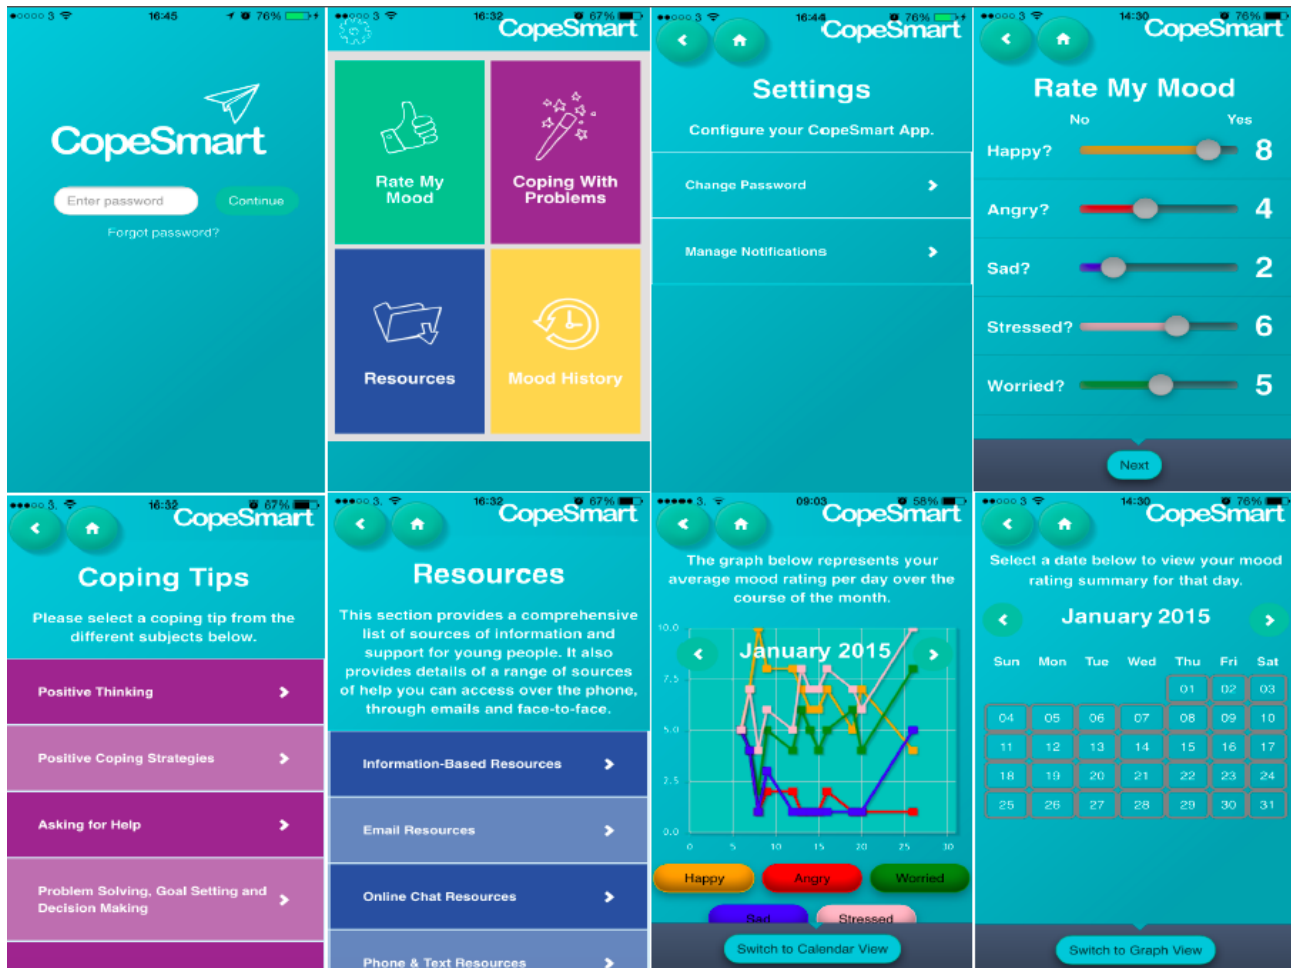 3
16:45
76%
CopeSmart
Enter password
Continue
Forgot password?
3
16:32
67%
CopeSmart
Rate My
Mood
Coping With
Problems
Resources
Mood History
3
16:44
76%
CopeSmart
Settings
Configure your CopeSmart App.
Change Password
Manage Notifications
3
14:30
76%
CopeSmart
Rate My Mood
No Yes
Happy? 8
Angry? 4
Sad? 2
Stressed? 6
Worried? 5
Next
3.
16:32
67%
CopeSmart
Coping Tips
Please select a coping tip from the
different subjects below.
Positive Thinking
Positive Coping Strategies
Asking for Help
Problem Solving, Goal Setting and
Decision Making
3.
16:32
67%
CopeSmart
Resources
This section provides a comprehensive
list of sources of information and
support for young people. It also
provides details of a range of sources
of help you can access over the phone,
through emails and face-to-face.
Information-Based Resources
Email Resources
Online Chat Resources
Phone & Text Resources
3.
09:03
58%
CopeSmart
The graph below represents your
average mood rating per day over the
course of the month.
January 2015
10.0
7.5
5.0
2.5
0.0
0 5 10 15 20 25 30
Happy Angry Worried
Sad Stressed
Switch to Calendar View
3
14:30
76%
CopeSmart
Select a date below to view your mood
rating summary for that day.
January 2015
Sun Mon Tue Wed Thu Fri Sat
01 02 03
04 05 06 07 08 09 10
11 12 13 14 15 16 17
18 19 20 21 22 23 24
25 26 27 28 29 30 31
Switch to Graph View